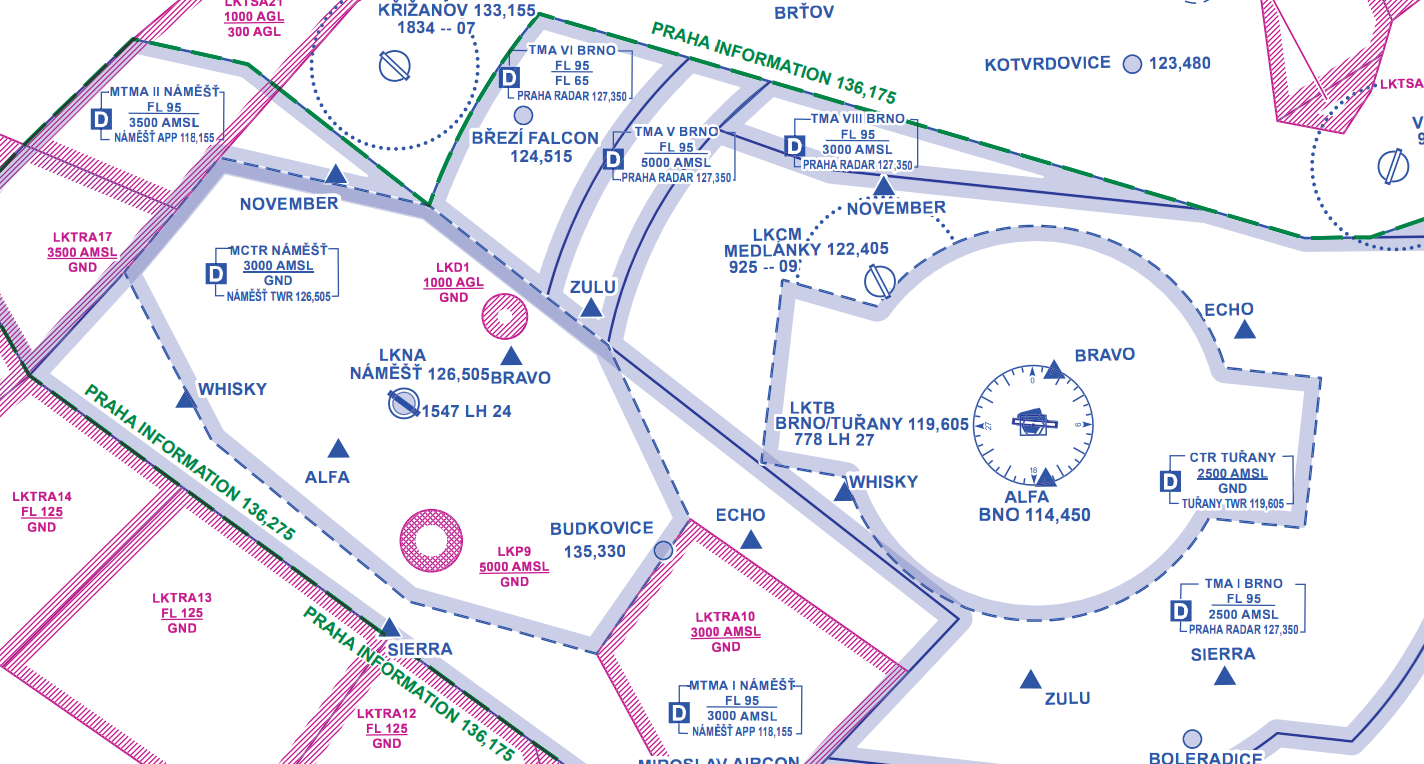 LKTSA21
1000 AGL
300 AGL
KŘIŽANOV 133,155
1834 -- 07
BRŤOV
PRAHA INFORMATION 136,175
TMA VI BRNO
FL 95
FL 65
PRAHA RADAR 127,350
D
KOTVRDOVICE
123,480
LKTSA
MTMA II NÁMĚŠŤ
FL 95
3500 AMSL
NÁMĚŠŤ APP 118,155
D
BŘEZÍ FALCON
124,515
TMA V BRNO
FL 95
5000 AMSL
PRAHA RADAR 127,350
D
TMA VIII BRNO
FL 95
3000 AMSL
PRAHA RADAR 127,350
D
V
9
NOVEMBER
NOVEMBER
LKTRA17
3500 AMSL
GND
MCTR NÁMĚŠŤ
3000 AMSL
GND
NÁMĚŠŤ TWR 126,505
D
LKD1
1000 AGL
GND
LKCM
MEDLÁNKY 122,405
925 -- 09
ZULU
ECHO
LKNA
NÁMĚŠŤ 126,505
1547 LH 24
BRAVO
BRAVO
WHISKY
PRAHA INFORMATION 136,275
LKTB
BRNO/TUŘANY 119,605
778 LH 27
0
9
18
27
ALFA
WHISKY
ALFA
BNO 114,450
CTR TUŘANY
2500 AMSL
GND
TUŘANY TWR 119,605
D
LKTRA14
FL 125
GND
BUDKOVICE
135,330
ECHO
LKP9
5000 AMSL
GND
LKTRA13
FL 125
GND
PRAHA INFORMATION 136,175
SIERRA
LKTRA10
3000 AMSL
GND
TMA I BRNO
FL 95
2500 AMSL
PRAHA RADAR 127,350
D
SIERRA
ZULU
LKTRA12
FL 125
GND
MTMA I NÁMĚŠŤ
FL 95
3000 AMSL
NÁMĚŠŤ APP 118,155
D
MIROSLAV AIRCON
BOLERADICE